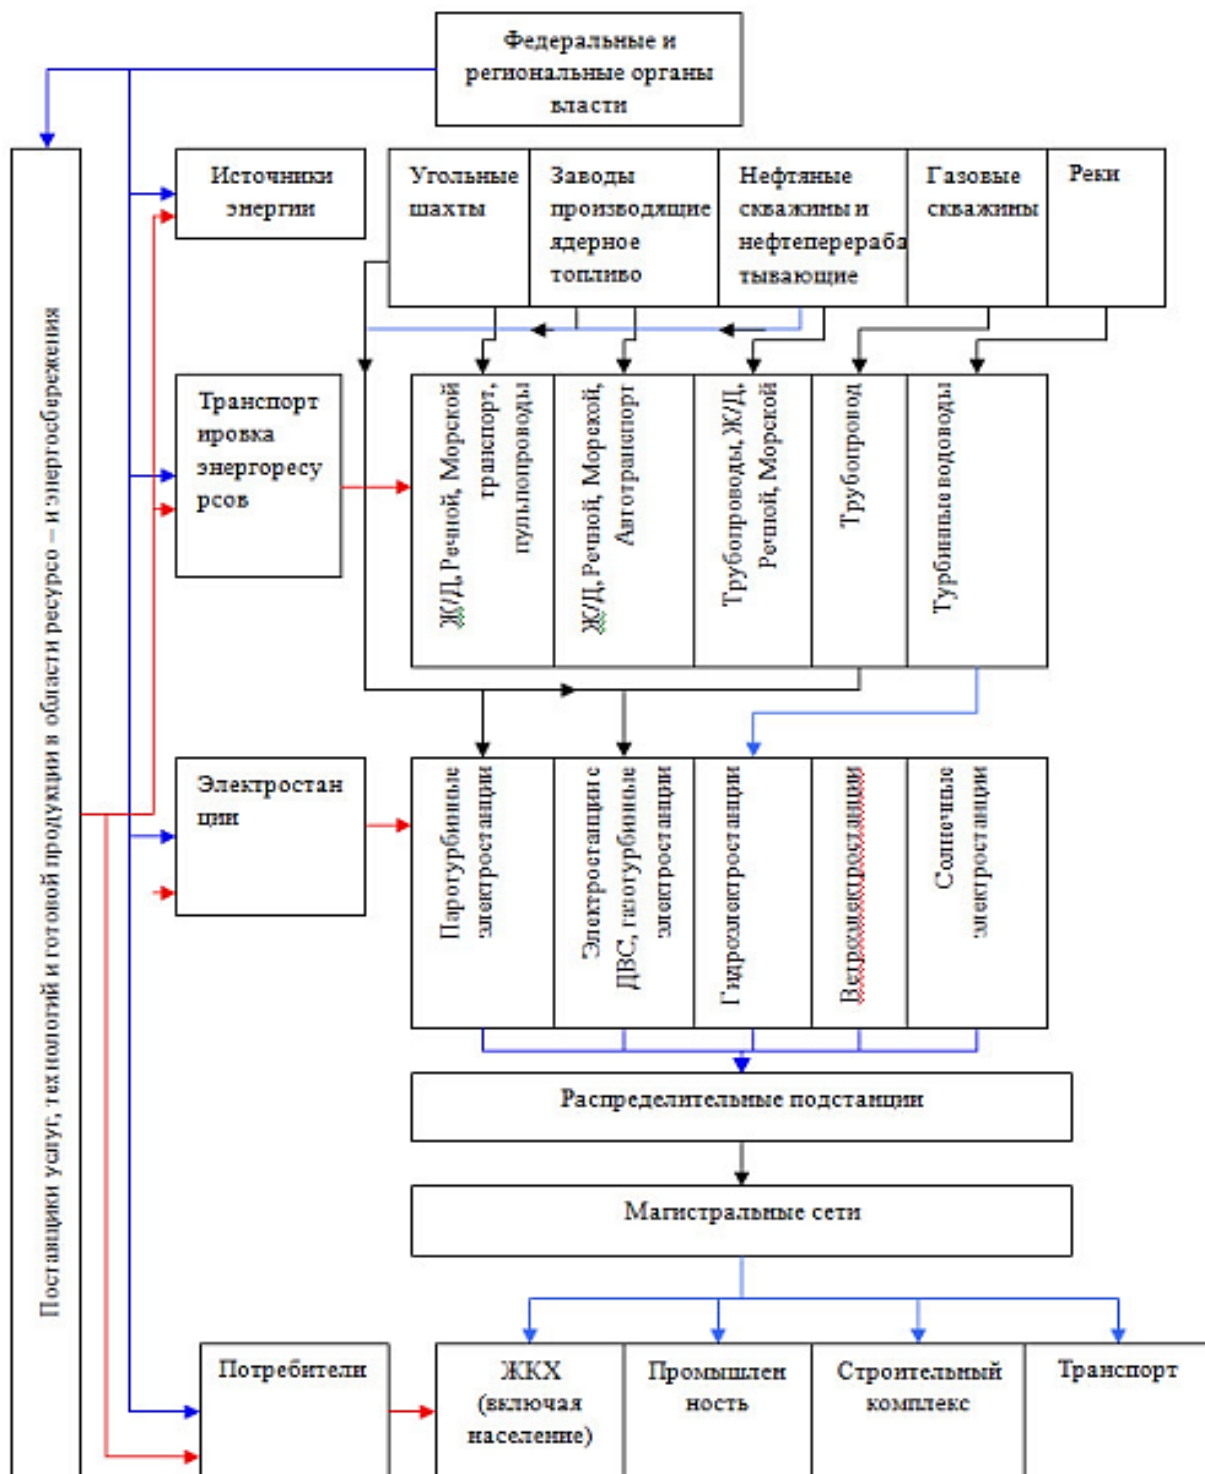 Федеральные и
региональные органы
власти
Поставщики услуг, технологий и готовой продукции в области ресурсо – и энергосбережения
Источники
энергии
Угольные
шахты
Заводы
производящие
ядерное
топливо
Нефтяные
скважины и
нефтеперераба
тывающие
Газовые
скважины
Реки
Транспорт
ировка
энергоресу
рсов
Ж/Д, Речной, Морской
транспорт,
пульпопроводы
Ж/Д, Речной, Морской,
Автотранспорт
Трубопроводы, Ж/Д,
Речной, Морской
Трубопровод
Турбинные водоводы
Электростан
ции
Паротурбинные
электростанции
Электростанции с
ДВС, газотурбинные
электростанции
Гидроэлектростанции
Ветроэлектростанции
Солнечные
электростанции
Распределительные подстанции
Магистральные сети
Потребители
ЖКХ
(включая
население)
Промышлен
ность
Строительный
комплекс
Транспорт